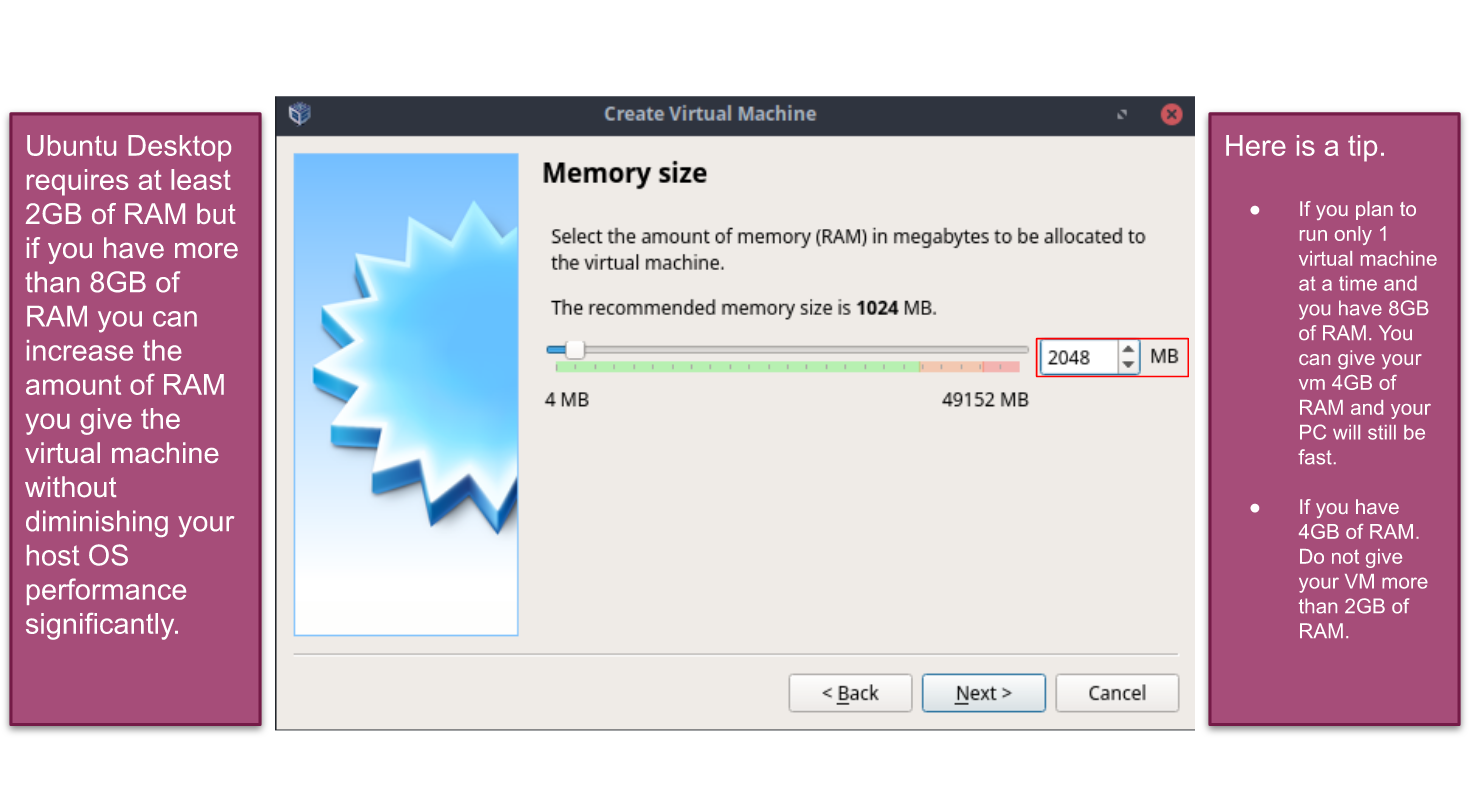 Ubuntu Desktop
requires at least
2GB of RAM but
if you have more
than 8GB of
RAM you can
increase the
amount of RAM
you give the
virtual machine
without
diminishing your
host OS
performance
significantly.
Create Virtual Machine
Memory size
Select the amount of memory (RAM) in megabytes to be allocated to
the virtual machine.
The recommended memory size is 1024 MB.
2048 MB
4 MB 49152 MB
< Back Next > Cancel
Here is a tip.
● If you plan to
run only 1
virtual machine
at a time and
you have 8GB
of RAM. You
can give your
vm 4GB of
RAM and your
PC will still be
fast.
● If you have
4GB of RAM.
Do not give
your VM more
than 2GB of
RAM.